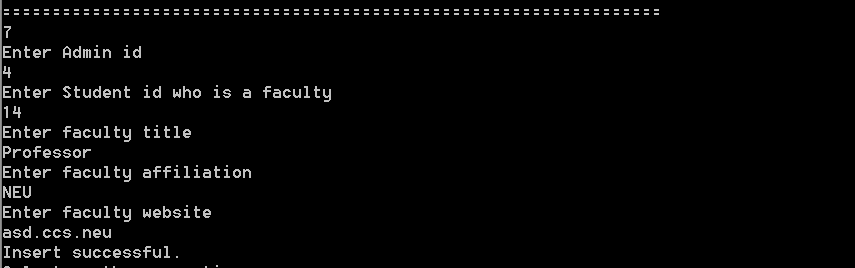 ==================================================================
7
Enter Admin id
4
Enter Student id who is a faculty
14
Enter faculty title
Professor
Enter faculty affiliation
NEU
Enter faculty website
asd.ccs.neu
Insert successful.